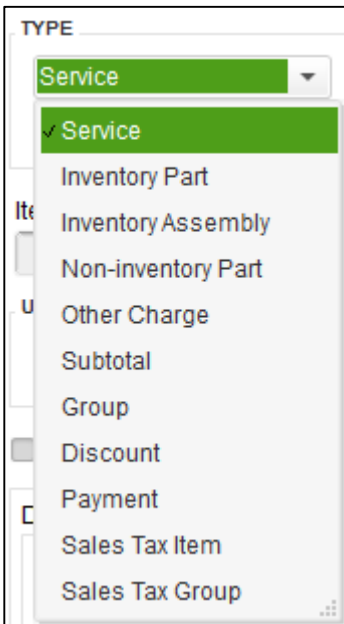 TYPE
Service
✓ Service
Inventory Part
Inventory Assembly
Non-inventory Part
Other Charge
Subtotal
Group
Discount
Payment
Sales Tax Item
Sales Tax Group